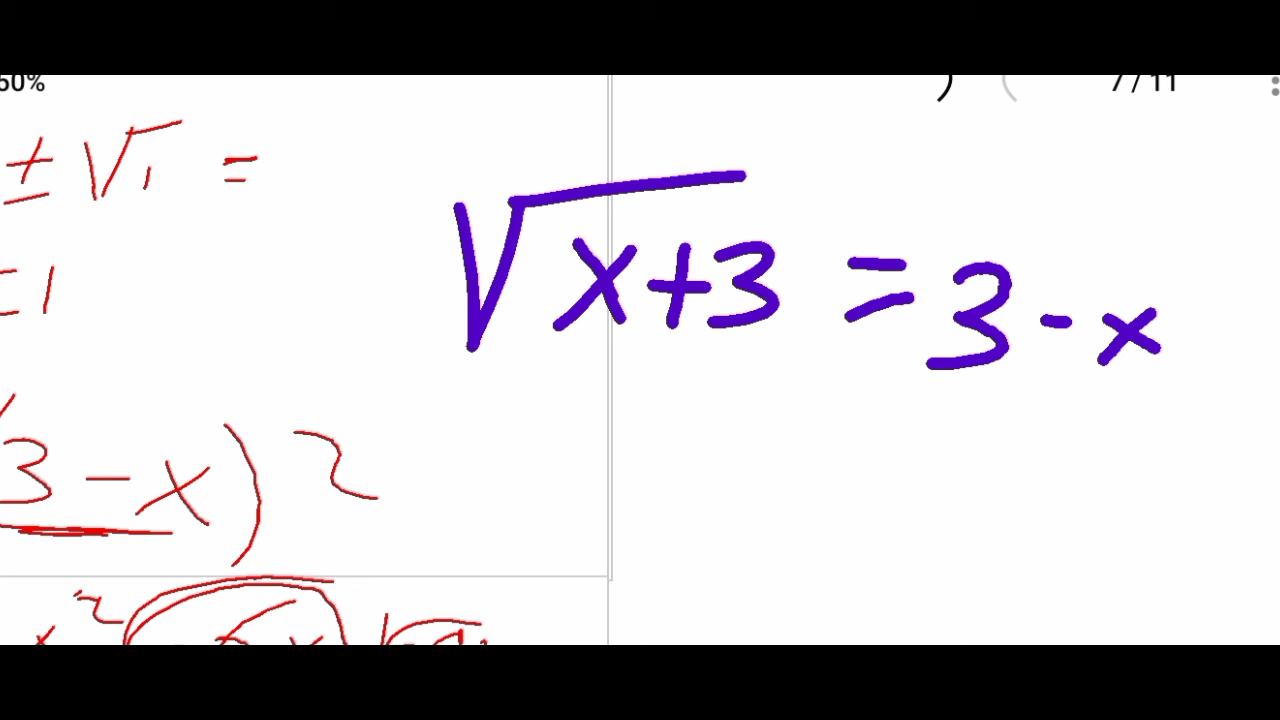 50%
7 / 11
± √1 =
= 1
√x+3 = 3 - x
3 - x) 2